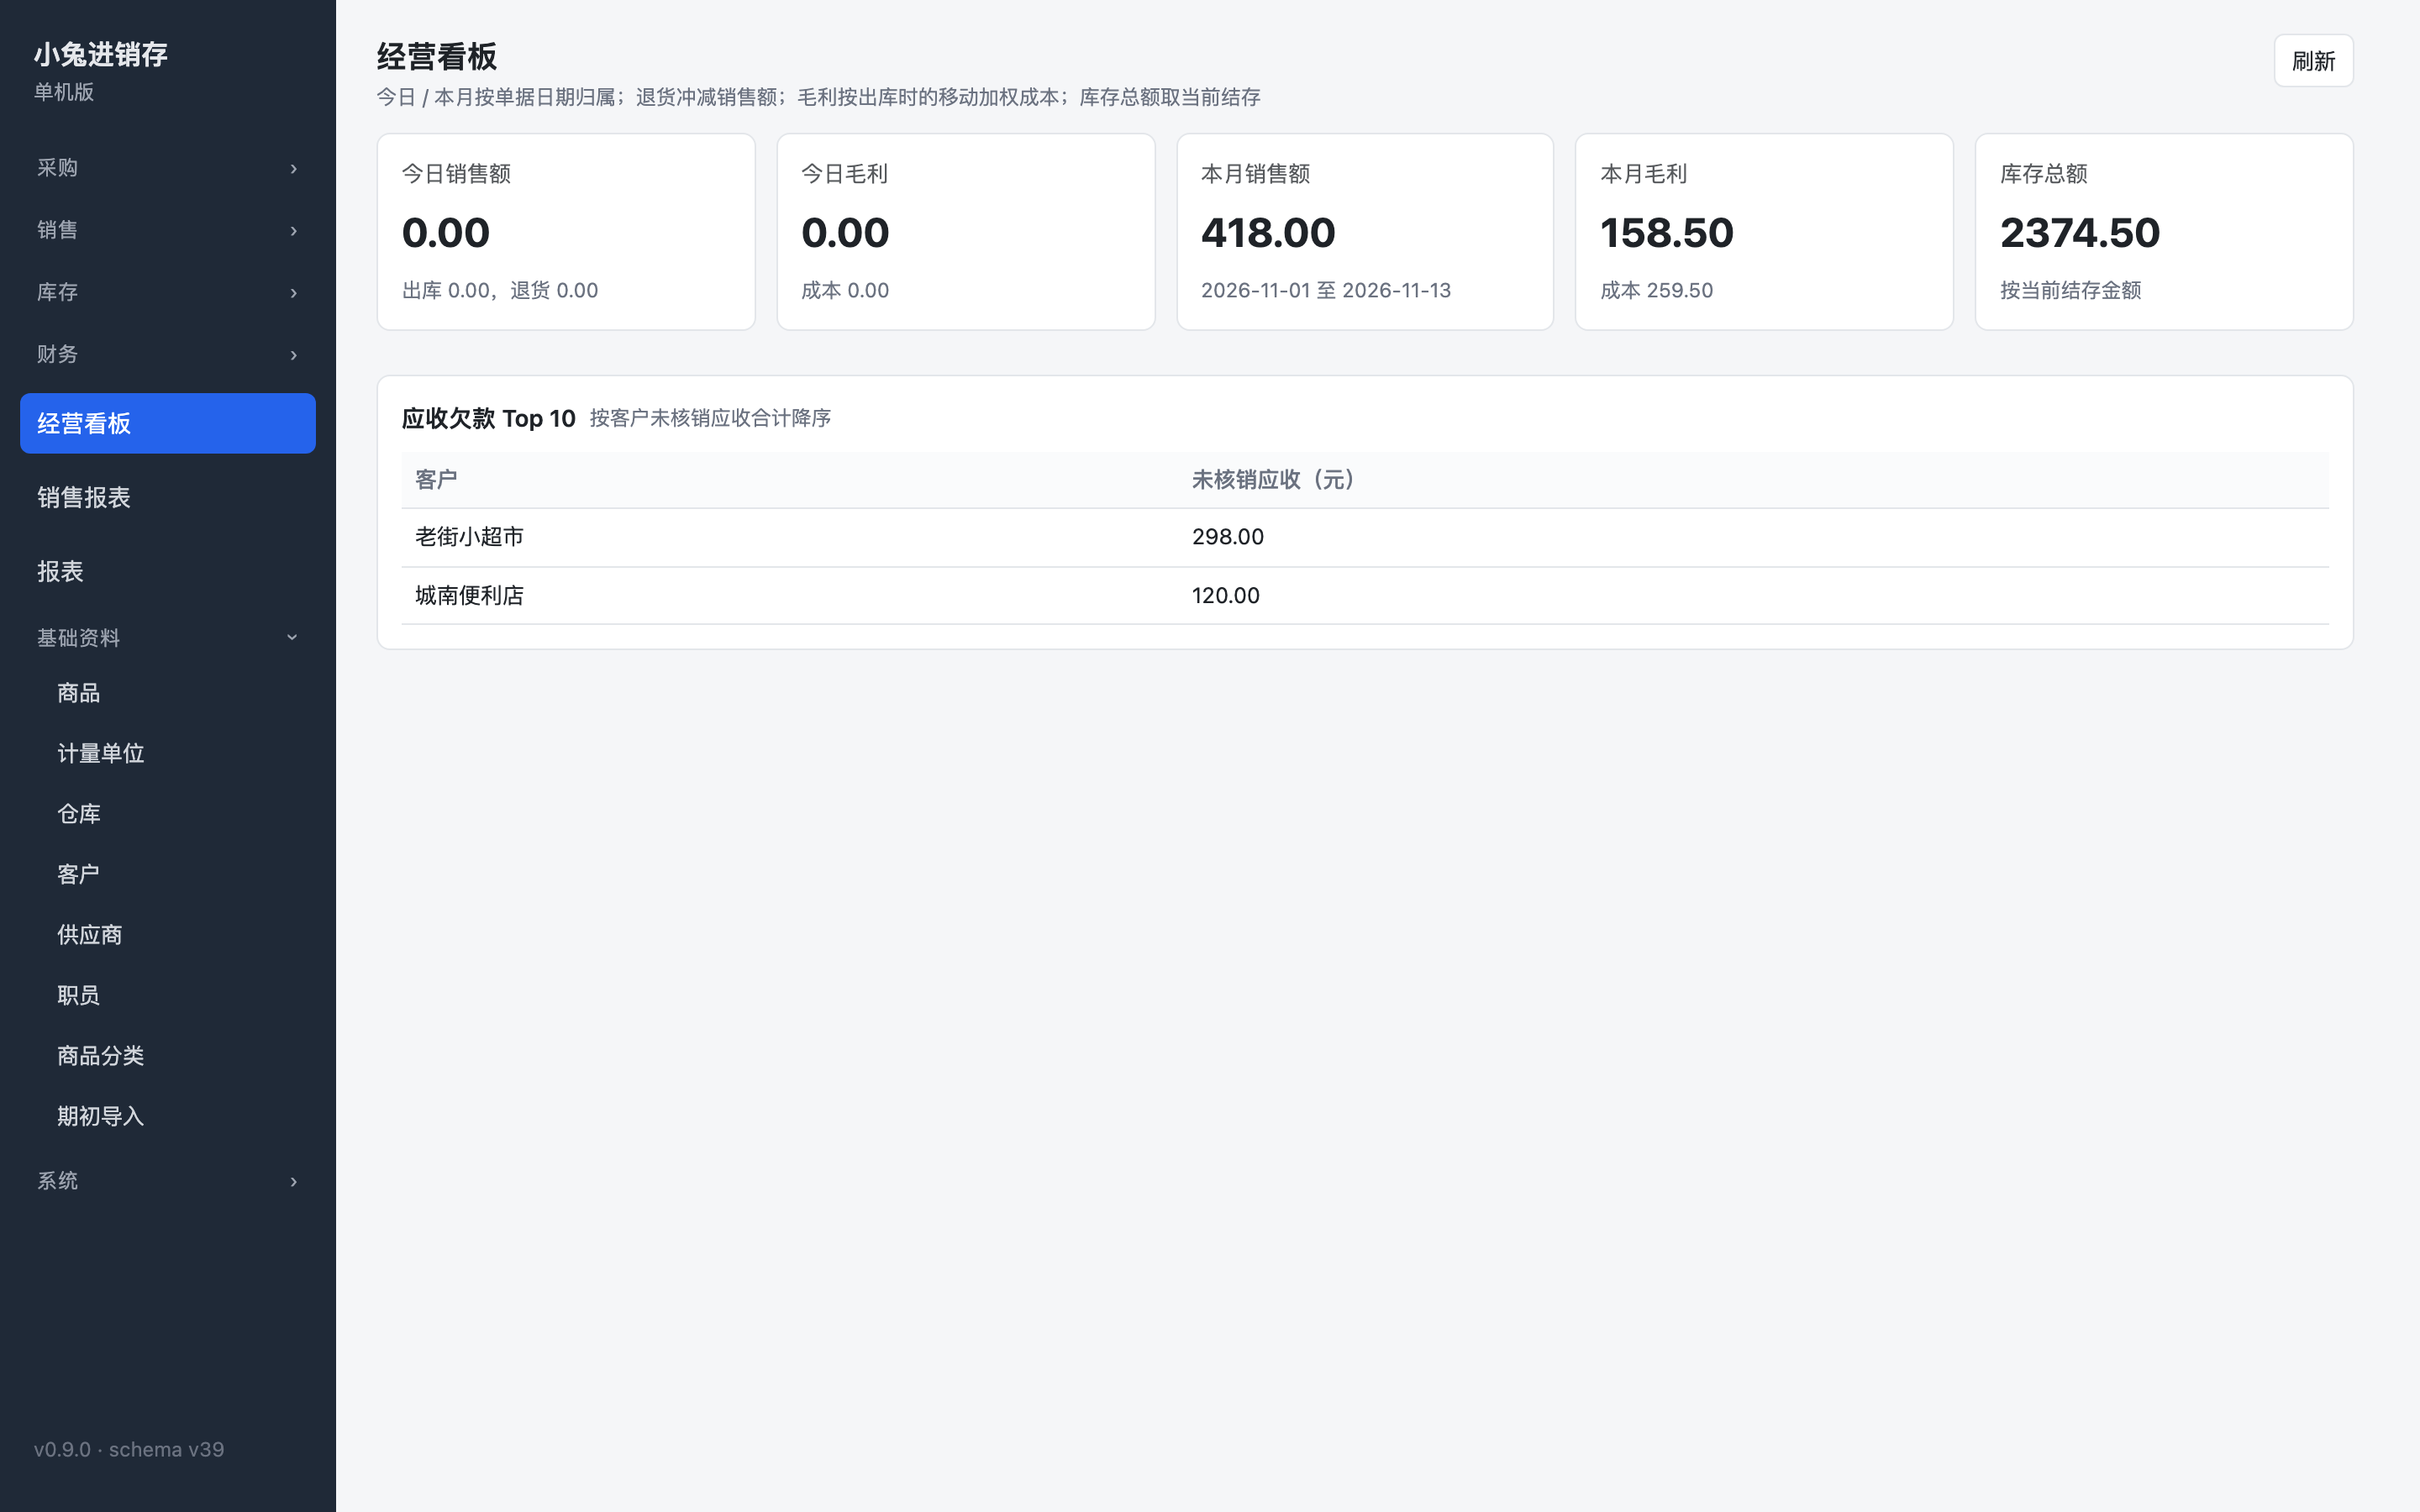 小兔进销存
单机版
采购
销售
库存
财务
经营看板
销售报表
报表
基础资料
商品
计量单位
仓库
客户
供应商
职员
商品分类
期初导入
系统
v0.9.0 · schema v39
经营看板
刷新
今日 / 本月按单据日期归属；退货冲减销售额；毛利按出库时的移动加权成本；库存总额取当前结存
今日销售额
0.00
出库 0.00，退货 0.00
今日毛利
0.00
成本 0.00
本月销售额
418.00
2026-11-01 至 2026-11-13
本月毛利
158.50
成本 259.50
库存总额
2374.50
按当前结存金额
应收欠款 Top 10 按客户未核销应收合计降序
客户 未核销应收（元）
老街小超市 298.00
城南便利店 120.00